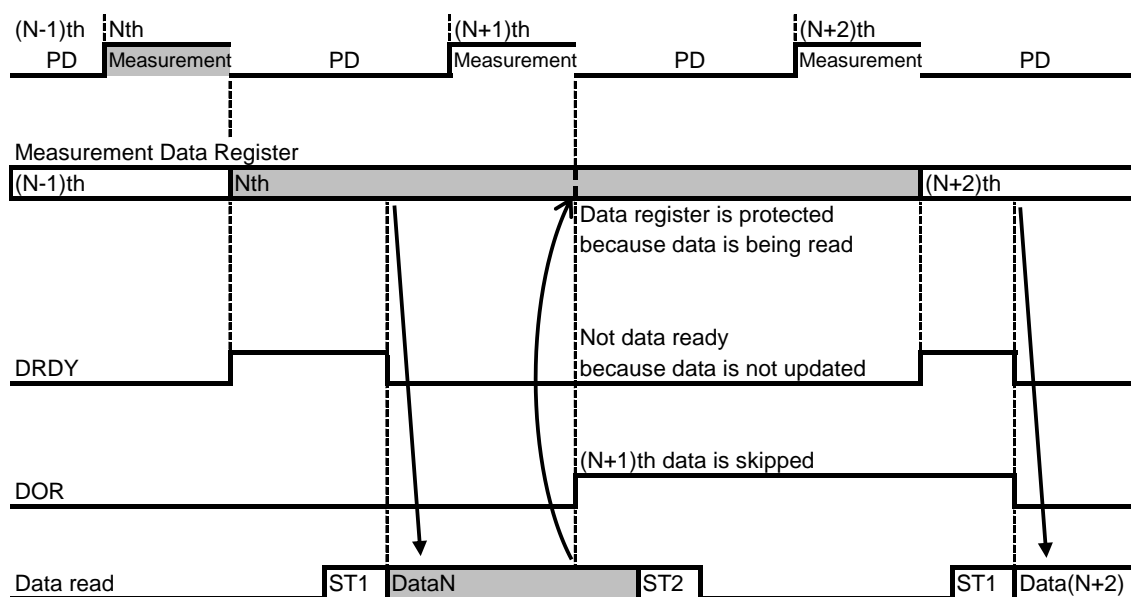 (N-1)th Nth (N+1)th (N+2)th
PD Measurement PD Measurement PD Measurement PD
Measurement Data Register
(N-1)th Nth (N+2)th
Data register is protected
because data is being read
Not data ready
DRDY because data is not updated
(N+1)th data is skipped
DOR
Data read ST1 DataN ST2 ST1 Data(N+2)